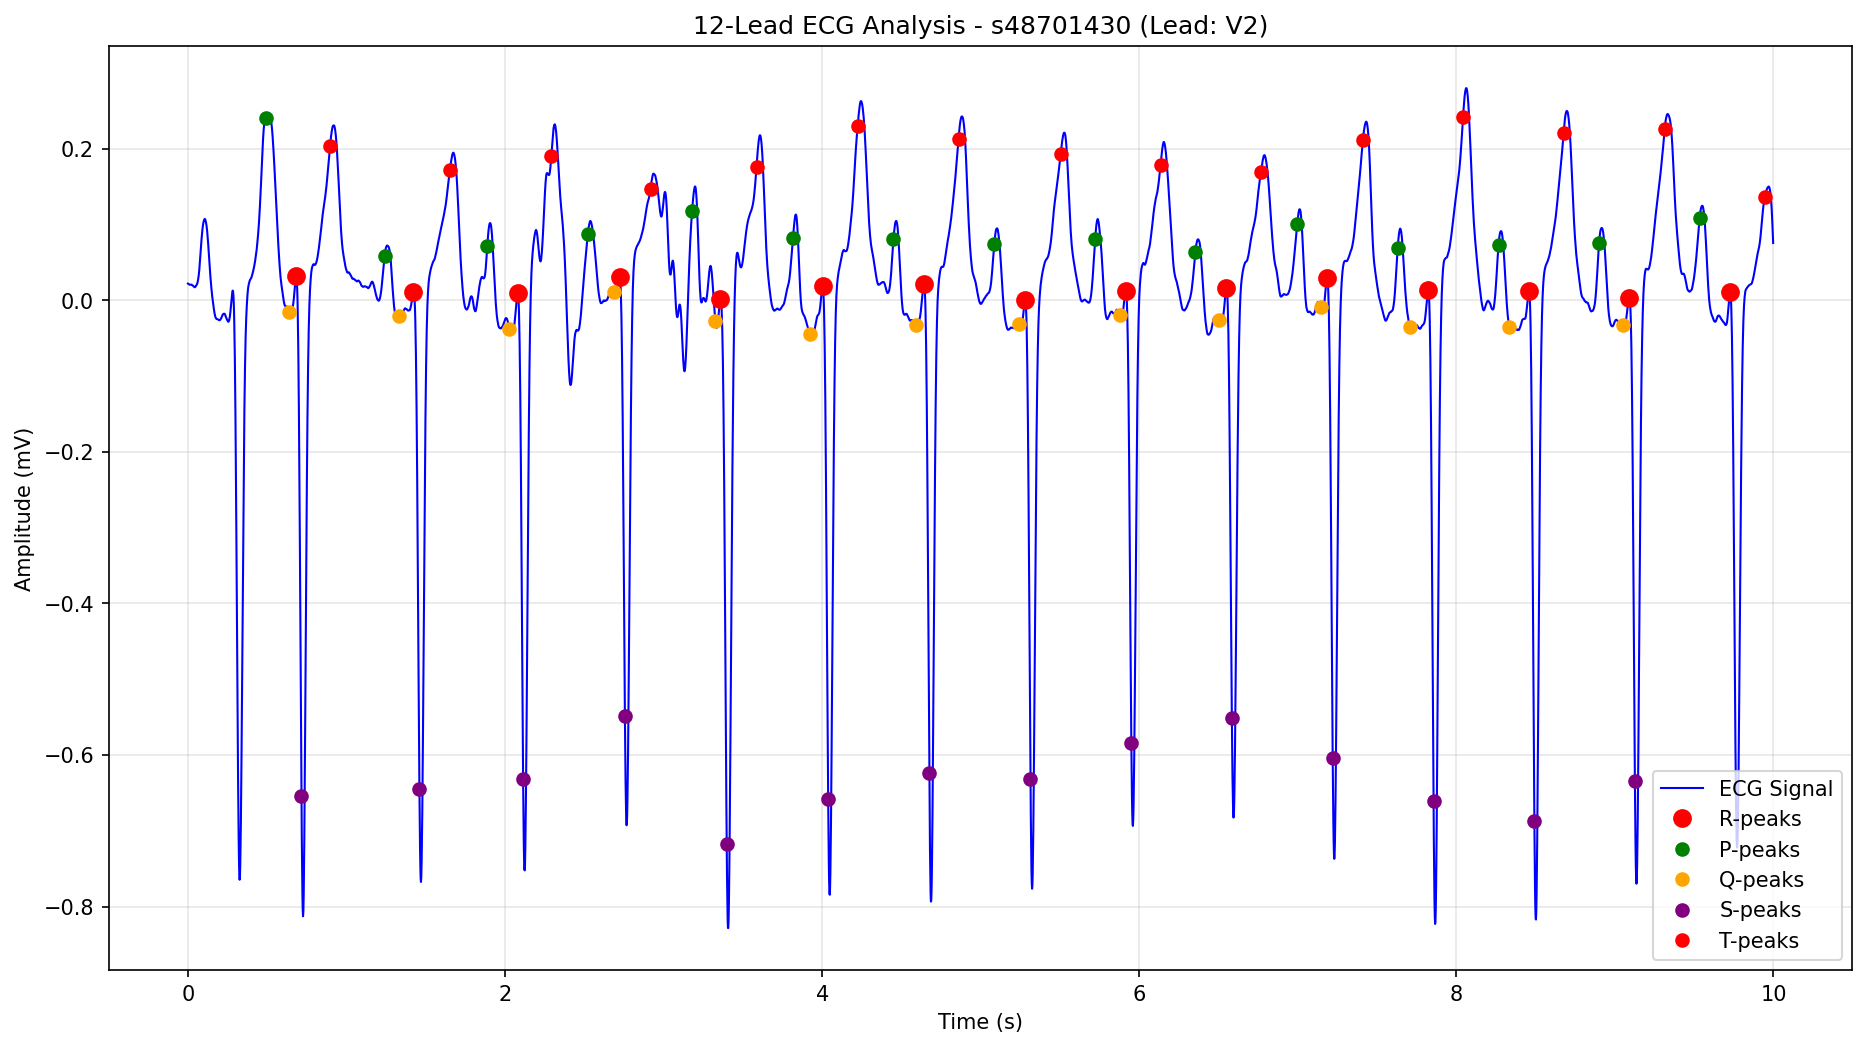 12-Lead ECG Analysis - s48701430 (Lead: V2)
Amplitude (mV)
0.2
0.0
−0.2
−0.4
−0.6
−0.8
ECG Signal
R-peaks
P-peaks
Q-peaks
S-peaks
T-peaks
0 2 4 6 8 10
Time (s)